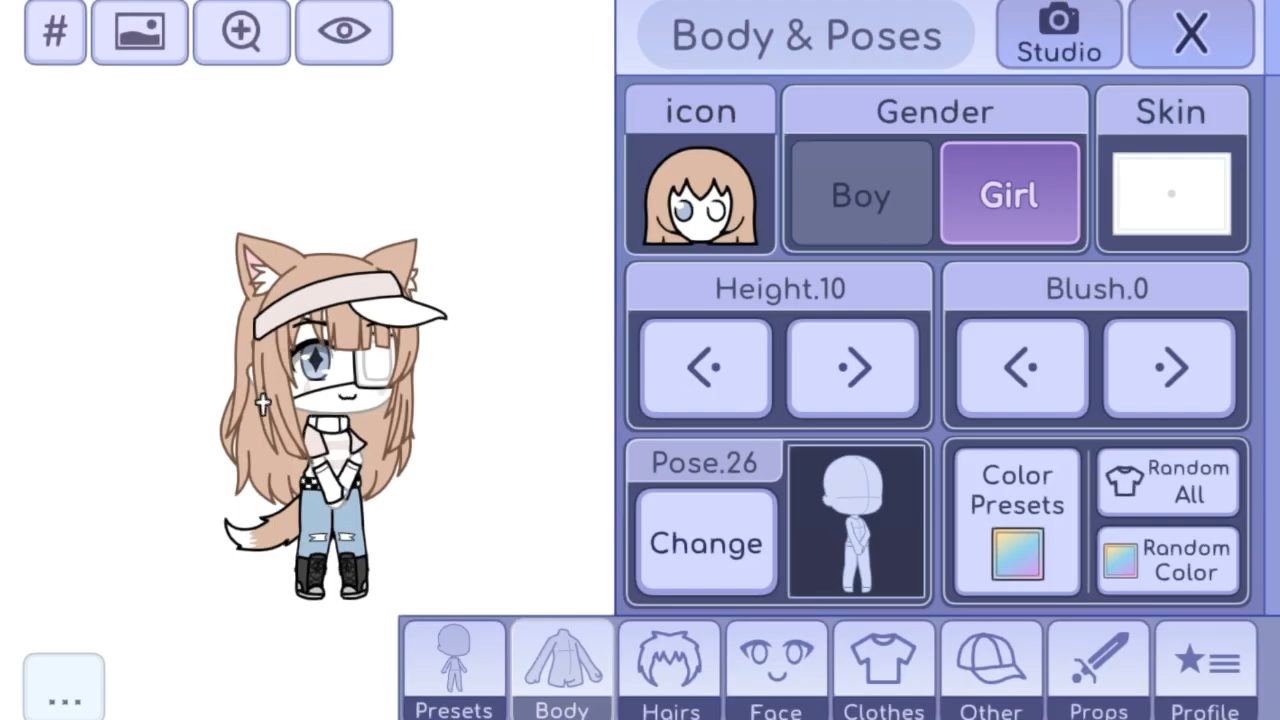 #
Body & Poses
Studio
X
icon
Gender
Skin
Boy
Girl
Height.10
Blush.0
Pose.26
Change
Color
Presets
Random
All
Random
Color
...
Presets
Body
Hairs
Face
Clothes
Other
Props
Profile